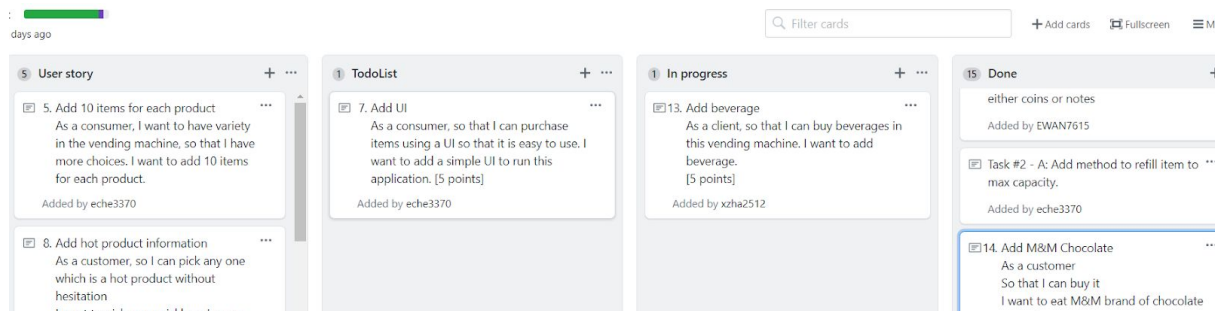 :
days ago
Filter cards
+ Add cards
Fullscreen
M
5 User story + ...
5. Add 10 items for each product ...
As a consumer, I want to have variety
in the vending machine, so that I have
more choices. I want to add 10 items
for each product.
Added by eche3370
8. Add hot product information ...
As a customer, so I can pick any one
which is a hot product without
hesitation
1 TodoList + ...
7. Add UI ...
As a consumer, so that I can purchase
items using a UI so that it is easy to use. I
want to add a simple UI to run this
application. [5 points]
Added by eche3370
1 In progress + ...
13. Add beverage ...
As a client, so that I can buy beverages in
this vending machine. I want to add
beverage.
[5 points]
Added by xzha2512
15 Done +
either coins or notes
Added by EWAN7615
Task #2 - A: Add method to refill item to ...
max capacity.
Added by eche3370
14. Add M&M Chocolate ...
As a customer
So that I can buy it
I want to eat M&M brand of chocolate